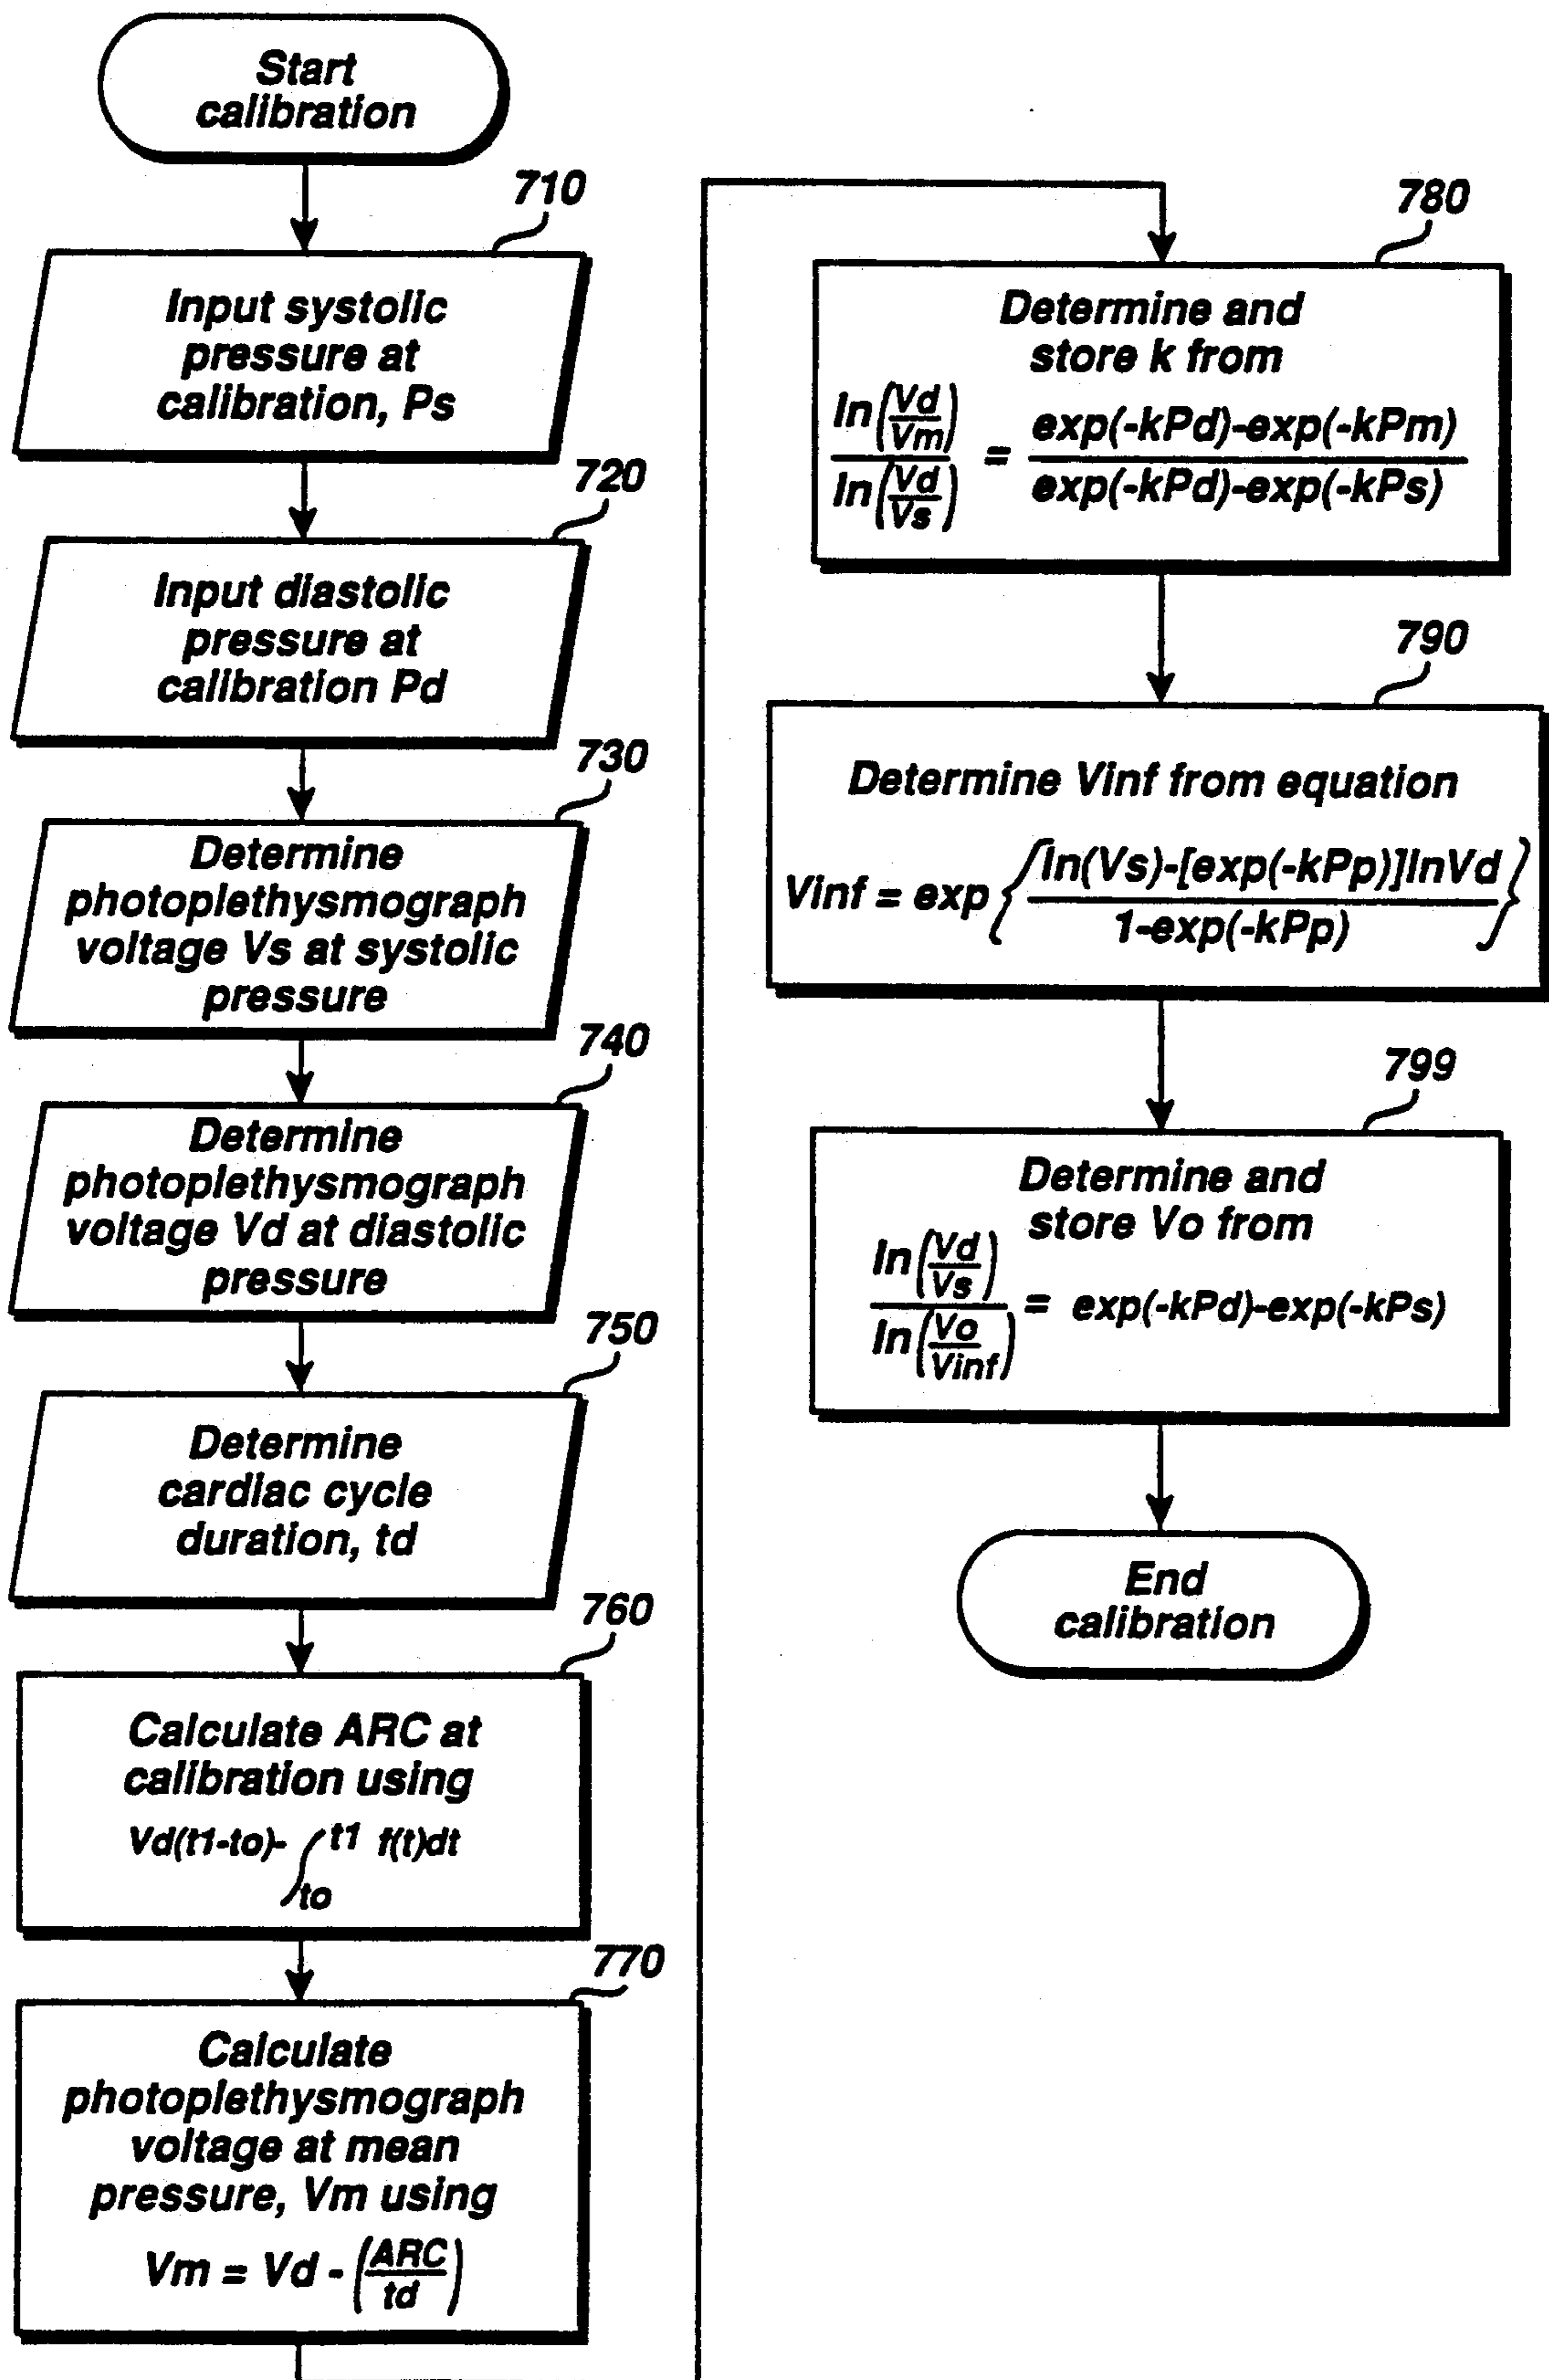 Start
calibration
710
Input systolic
pressure at
calibration, Ps
720
Input diastolic
pressure at
calibration Pd
730
Determine
photoplethysmograph
voltage Vs at systolic
pressure
740
Determine
photoplethysmograph
voltage Vd at diastolic
pressure
750
Determine
cardiac cycle
duration, td
760
Calculate ARC at
calibration using
Vd(t1-to)- ∫ t1 f(t)dt
to
770
Calculate
photoplethysmograph
voltage at mean
pressure, Vm using
Vm = Vd - (ARC/td)
780
Determine and
store k from
ln(Vd/Vm) / ln(Vd/Vs) = exp(-kPd)-exp(-kPm) / exp(-kPd)-exp(-kPs)
790
Determine Vinf from equation
Vinf = exp { ln(Vs)-[exp(-kPp)]lnVd / 1-exp(-kPp) }
799
Determine and
store Vo from
ln(Vd/Vs) / ln(Vo/Vinf) = exp(-kPd)-exp(-kPs)
End
calibration